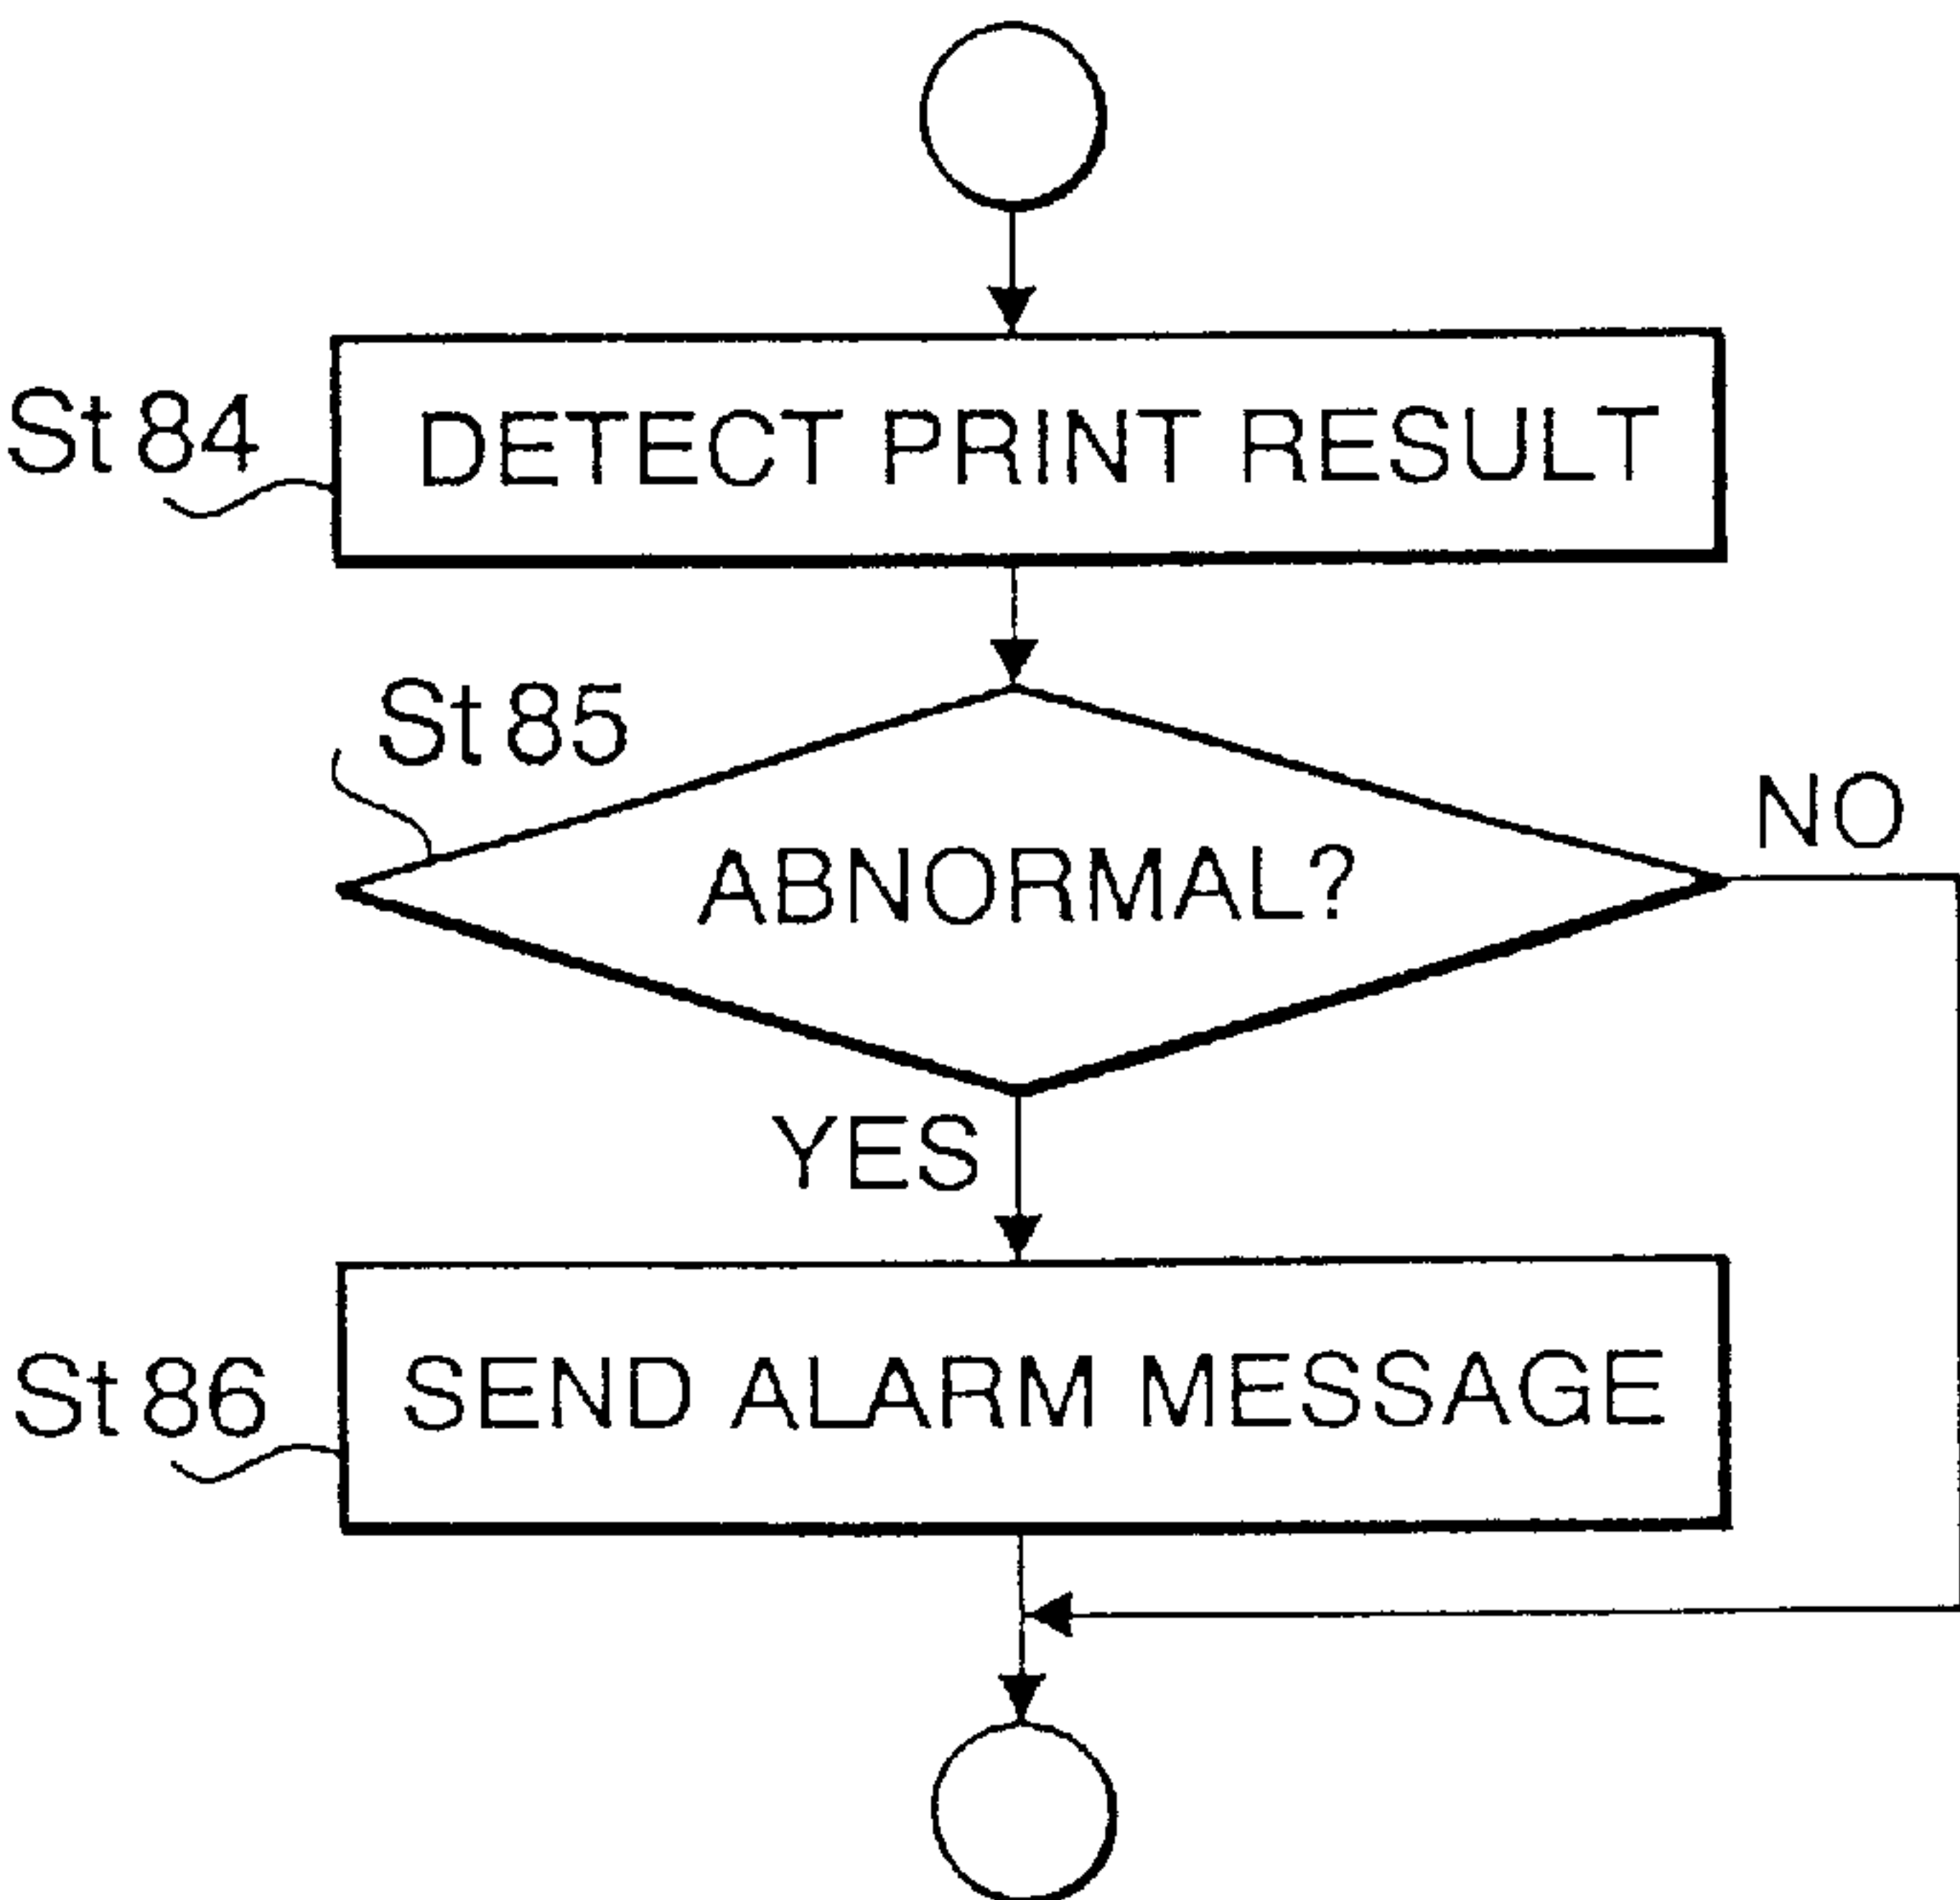 St 84
DETECT PRINT RESULT
St 85
ABNORMAL?
NO
YES
St 86
SEND ALARM MESSAGE